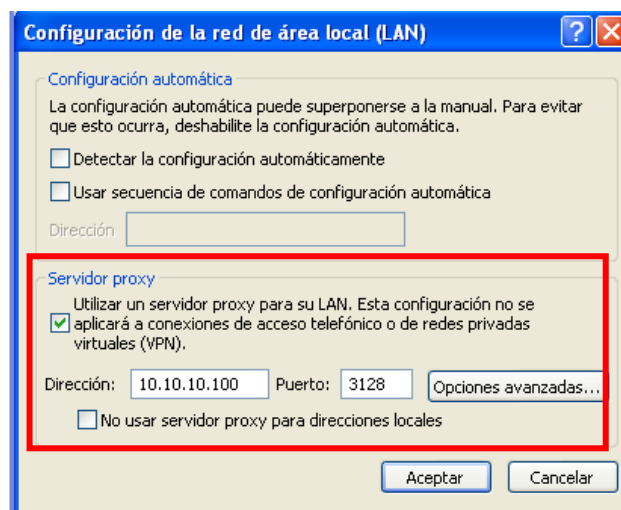 Configuración de la red de área local (LAN)
Configuración automática
La configuración automática puede superponerse a la manual. Para evitar
que esto ocurra, deshabilite la configuración automática.
Detectar la configuración automáticamente
Usar secuencia de comandos de configuración automática
Dirección
Servidor proxy
Utilizar un servidor proxy para su LAN. Esta configuración no se
aplicará a conexiones de acceso telefónico o de redes privadas
virtuales (VPN).
Dirección: 10.10.10.100 Puerto: 3128 Opciones avanzadas...
No usar servidor proxy para direcciones locales
Aceptar Cancelar